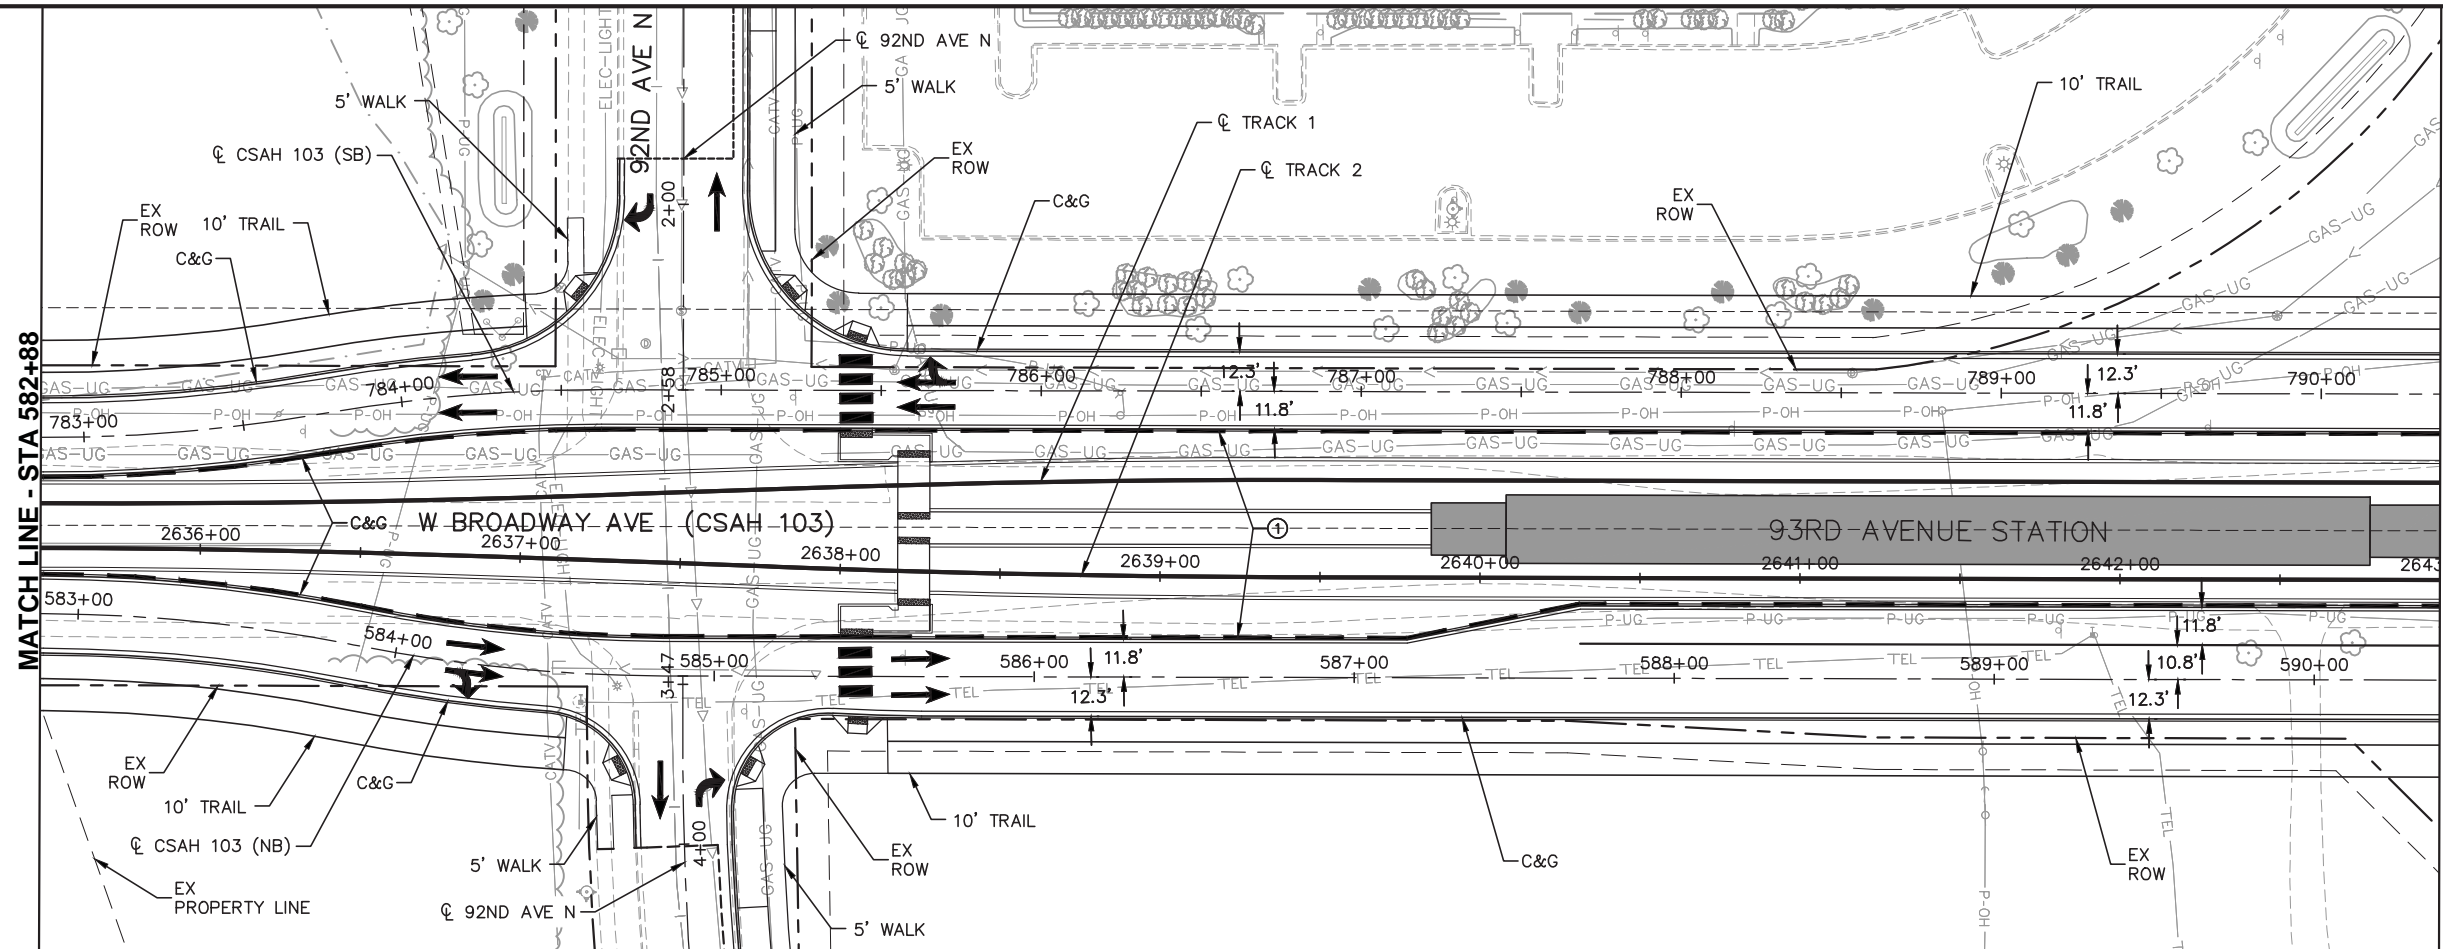 MATCH LINE - STA 582+88
92ND AVE N
℄ 92ND AVE N
5' WALK
5' WALK
℄ CSAH 103 (SB)
EX
ROW
10' TRAIL
C&G
EX
ROW
℄ TRACK 1
℄ TRACK 2
C&G
EX
ROW
10' TRAIL
ELEC-LIGHT
CATV
P-UG
GAS-UG
2+00
2+58
783+00
784+00
785+00
786+00
787+00
788+00
789+00
790+00
12.3'
11.8'
12.3'
11.8'
GAS-UG
P-OH
GAS-UG
C&G
W BROADWAY AVE (CSAH 103)
①
93RD AVENUE STATION
2636+00
2637+00
2638+00
2639+00
2640+00
2641+00
2642+00
2643
583+00
584+00
585+00
586+00
587+00
588+00
589+00
590+00
3+47
4+00
11.8'
12.3'
11.8'
10.8'
12.3'
P-UG
TEL
P-OH
EX
ROW
10' TRAIL
C&G
℄ CSAH 103 (NB)
EX
PROPERTY LINE
5' WALK
℄ 92ND AVE N
5' WALK
EX
ROW
10' TRAIL
C&G
EX
ROW